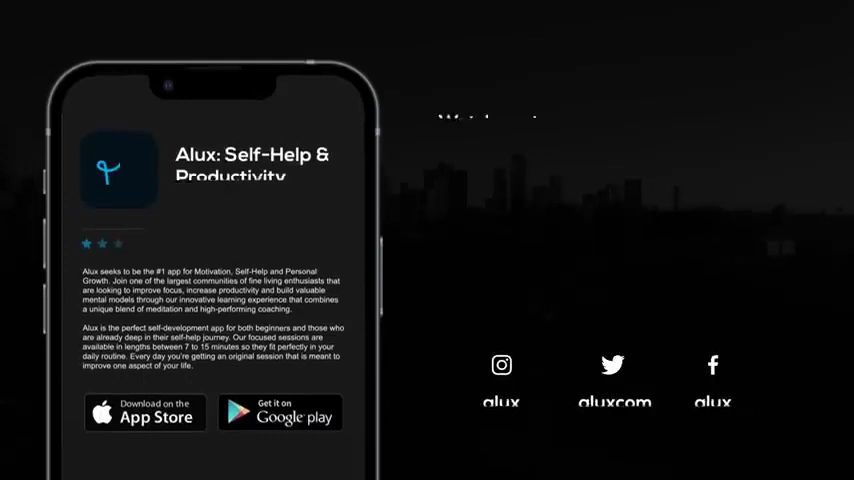 Alux: Self-Help &
Productivity
Alux seeks to be the #1 app for Motivation, Self-Help and Personal
Growth. Join one of the largest communities of fine living enthusiasts that
are looking to improve focus, increase productivity and build valuable
mental models through our innovative learning experience that combines
a unique blend of meditation and high-performing coaching.
Alux is the perfect self-development app for both beginners and those who
are already deep in their self-help journey. Our focused sessions are
available in lengths between 7 to 15 minutes so they fit perfectly in your
daily routine. Every day you're getting an original session that is meant to
improve one aspect of your life.
Download on the
App Store
Get it on
Google play
alux
aluxcom
alux